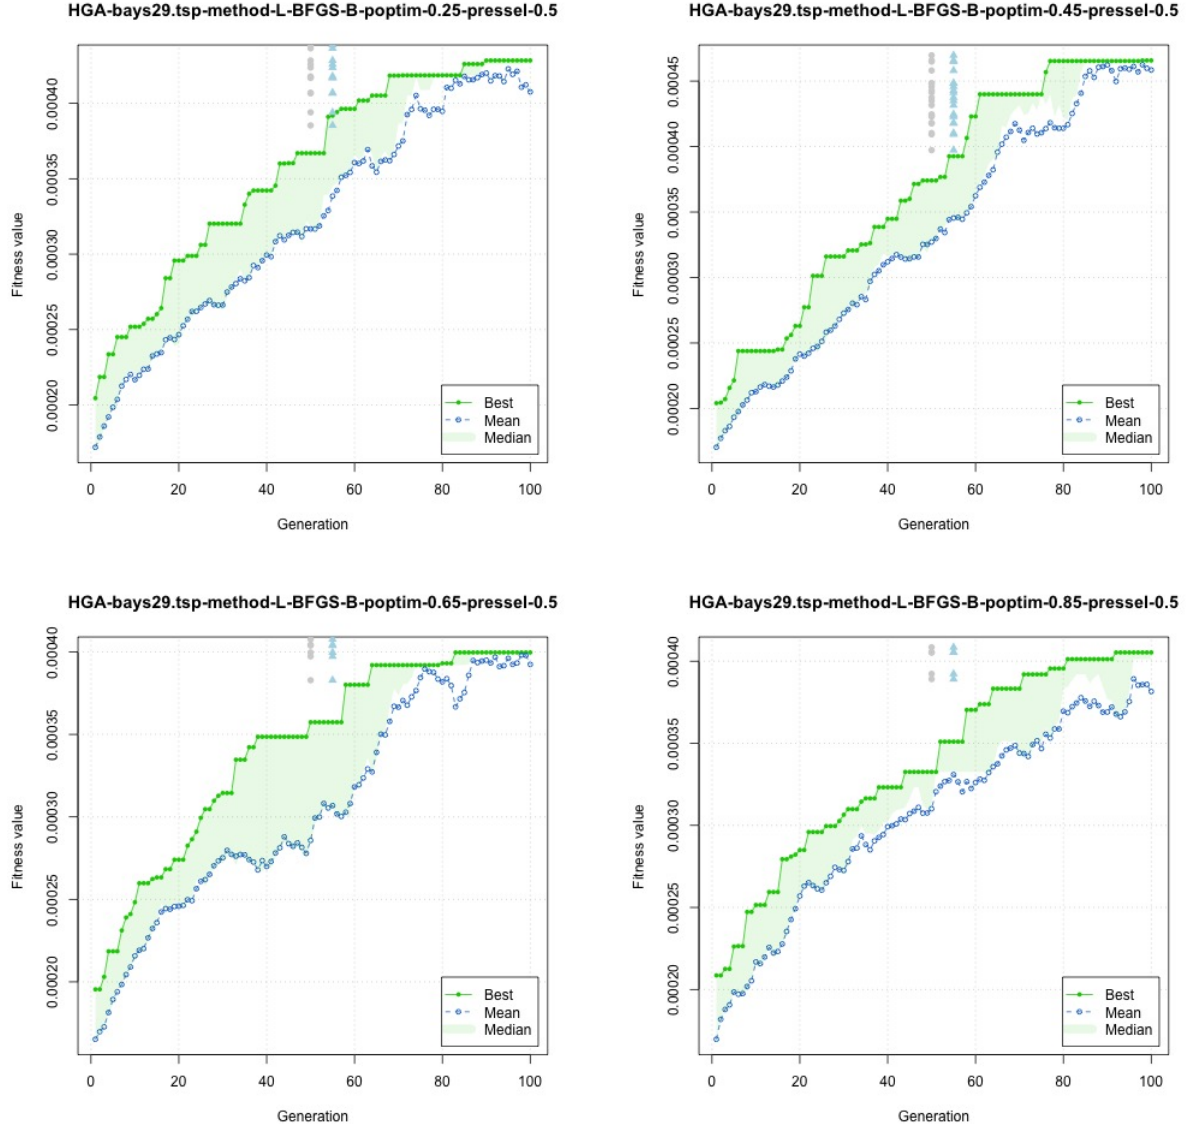 HGA-bays29.tsp-method-L-BFGS-B-poptim-0.25-pressel-0.5
Fitness value
0.00040
0.00035
0.00030
0.00025
0.00020
Best
Mean
Median
0 20 40 60 80 100
Generation
HGA-bays29.tsp-method-L-BFGS-B-poptim-0.45-pressel-0.5
Fitness value
0.00045
0.00040
0.00035
0.00030
0.00025
0.00020
Best
Mean
Median
0 20 40 60 80 100
Generation
HGA-bays29.tsp-method-L-BFGS-B-poptim-0.65-pressel-0.5
Fitness value
0.00040
0.00035
0.00030
0.00025
0.00020
Best
Mean
Median
0 20 40 60 80 100
Generation
HGA-bays29.tsp-method-L-BFGS-B-poptim-0.85-pressel-0.5
Fitness value
0.00040
0.00035
0.00030
0.00025
0.00020
Best
Mean
Median
0 20 40 60 80 100
Generation